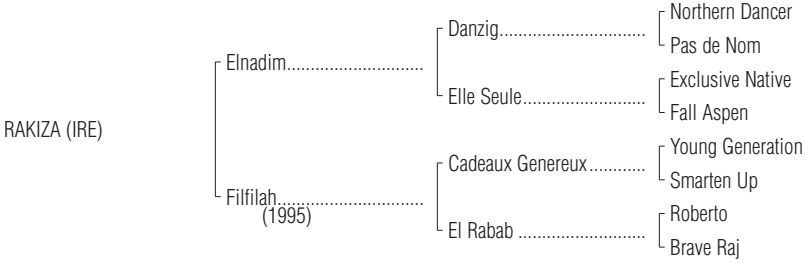 Northern Dancer
Danzig...............................
Pas de Nom
Elnadim.............................
Exclusive Native
Elle Seule..........................
Fall Aspen
RAKIZA (IRE)
Young Generation
Cadeaux Genereux............
Smarten Up
Filfilah...............................
(1995)
Roberto
El Rabab ...........................
Brave Raj